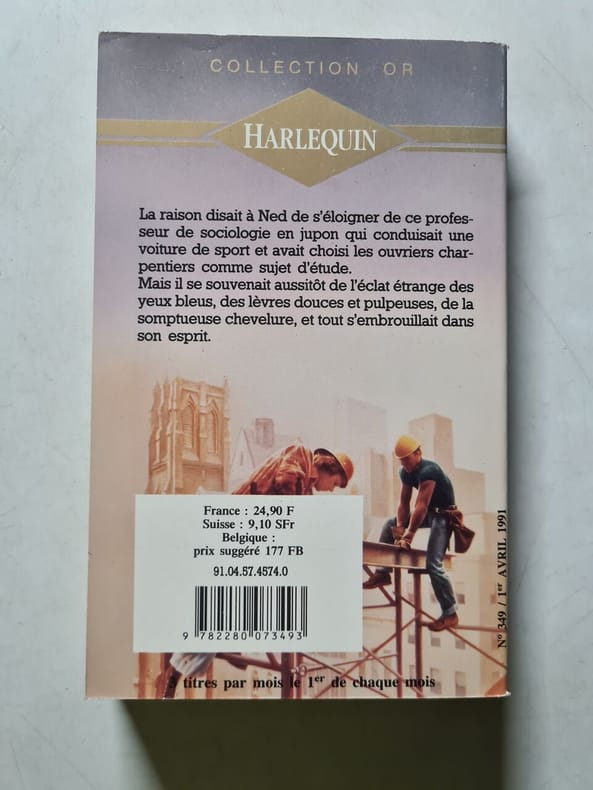 COLLECTION OR
HARLEQUIN
La raison disait à Ned de s'éloigner de ce profes-
seur de sociologie en jupon qui conduisait une
voiture de sport et avait choisi les ouvriers char-
pentiers comme sujet d'étude.
Mais il se souvenait aussitôt de l'éclat étrange des
yeux bleus, des lèvres douces et pulpeuses, de la
somptueuse chevelure, et tout s'embrouillait dans
son esprit.
France : 24,90 F
Suisse : 9,10 SFr
Belgique :
prix suggéré 177 FB
91.04.57.4574.0
9 782280 073493
3 titres par mois le 1er de chaque mois
N° 349 / 1er AVRIL 1991